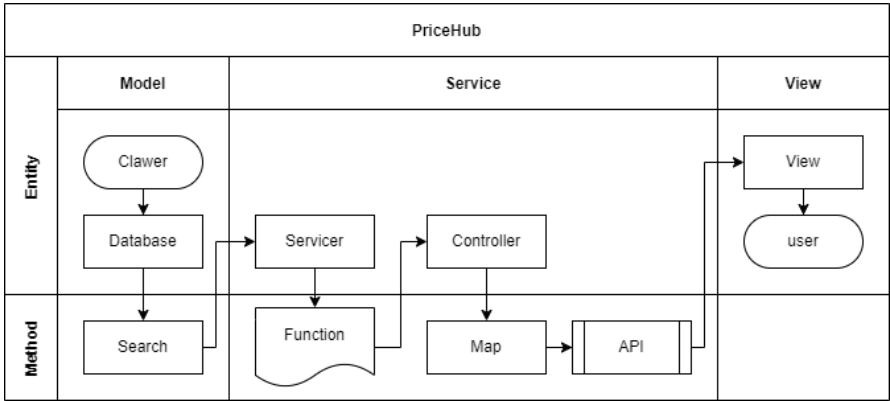 PriceHub
Model
Service
View
Entity
Clawer
View
Database
Servicer
Controller
user
Method
Search
Function
Map
API